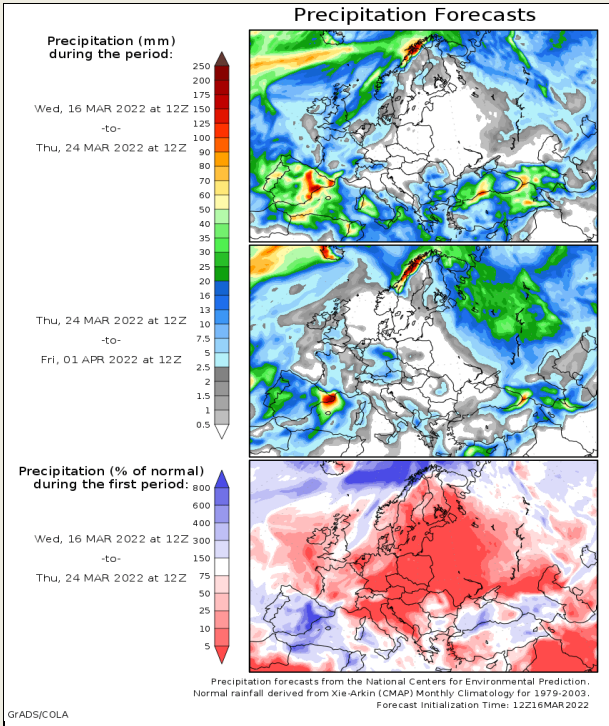 Precipitation Forecasts
Precipitation (mm)
during the period:
Wed, 16 MAR 2022 at 12Z
-to-
Thu, 24 MAR 2022 at 12Z
250
200
175
150
125
100
90
80
70
60
50
40
35
30
25
20
16
13
10
7.5
5
2.5
2
1.5
1
0.5
Thu, 24 MAR 2022 at 12Z
-to-
Fri, 01 APR 2022 at 12Z
Precipitation (% of normal)
during the first period:
Wed, 16 MAR 2022 at 12Z
-to-
Thu, 24 MAR 2022 at 12Z
800
600
400
300
150
75
50
25
10
5
Precipitation forecasts from the National Centers for Environmental Prediction.
Normal rainfall derived from Xie-Arkin (CMAP) Monthly Climatology for 1979-2003.
Forecast Initialization Time: 12Z16MAR2022
GrADS/COLA